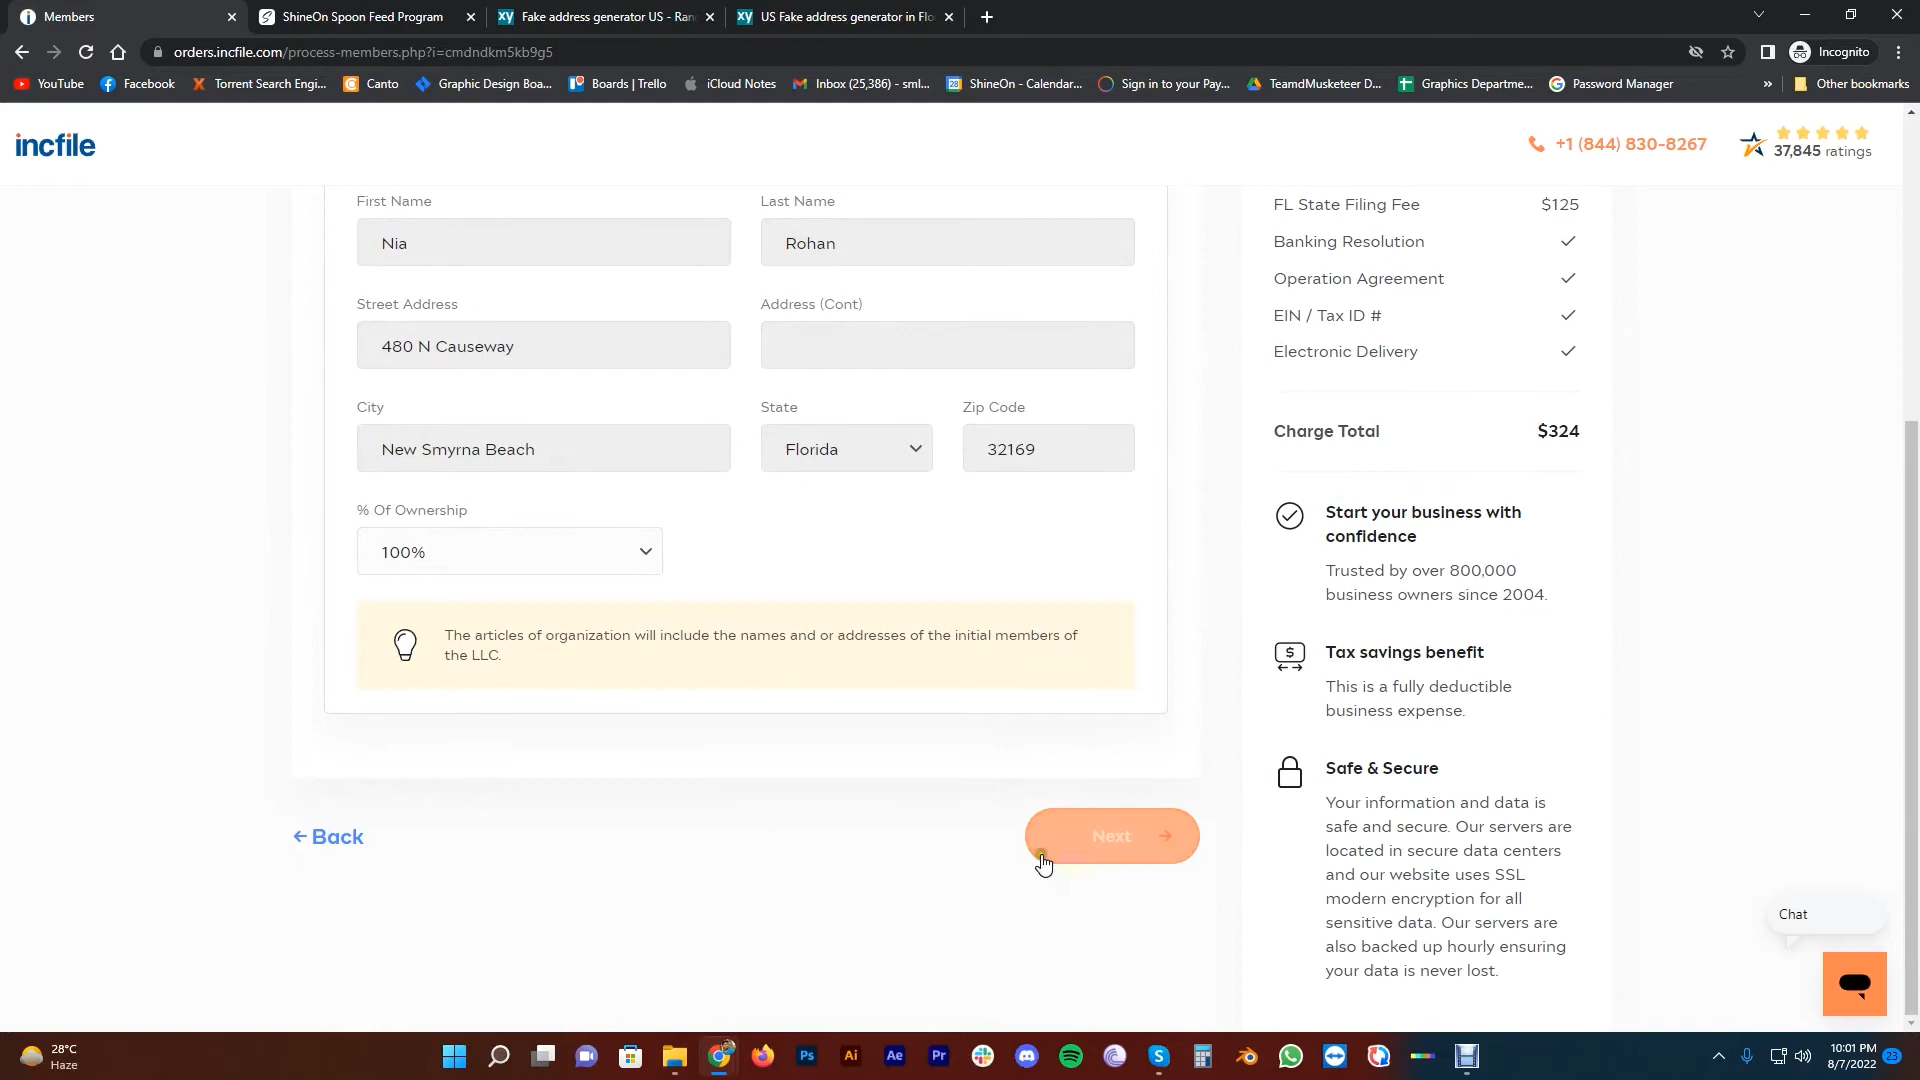 Members
ShineOn Spoon Feed Program
Fake address generator US - Ran
US Fake address generator in Flo
orders.incfile.com/process-members.php?i=cmdndkm5kb9g5
Incognito
YouTube
Facebook
Torrent Search Engi...
Canto
Graphic Design Boa...
Boards | Trello
iCloud Notes
Inbox (25,386) - sml...
ShineOn - Calendar...
Sign in to your Pay...
TeamdMusketeer D...
Graphics Departme...
Password Manager
»
Other bookmarks
incfile
+1 (844) 830-8267
37,845 ratings
First Name
Last Name
Nia
Rohan
Street Address
Address (Cont)
480 N Causeway
City
State
Zip Code
New Smyrna Beach
Florida
32169
% Of Ownership
100%
The articles of organization will include the names and or addresses of the initial members of
the LLC.
Back
Next
FL State Filing Fee $125
Banking Resolution
Operation Agreement
EIN / Tax ID #
Electronic Delivery
Charge Total $324
Start your business with
confidence
Trusted by over 800,000
business owners since 2004.
Tax savings benefit
This is a fully deductible
business expense.
Safe & Secure
Your information and data is
safe and secure. Our servers are
located in secure data centers
and our website uses SSL
modern encryption for all
sensitive data. Our servers are
also backed up hourly ensuring
your data is never lost.
Chat
28°C
Haze
Ps
Ai
Ae
Pr
10:01 PM
8/7/2022
23